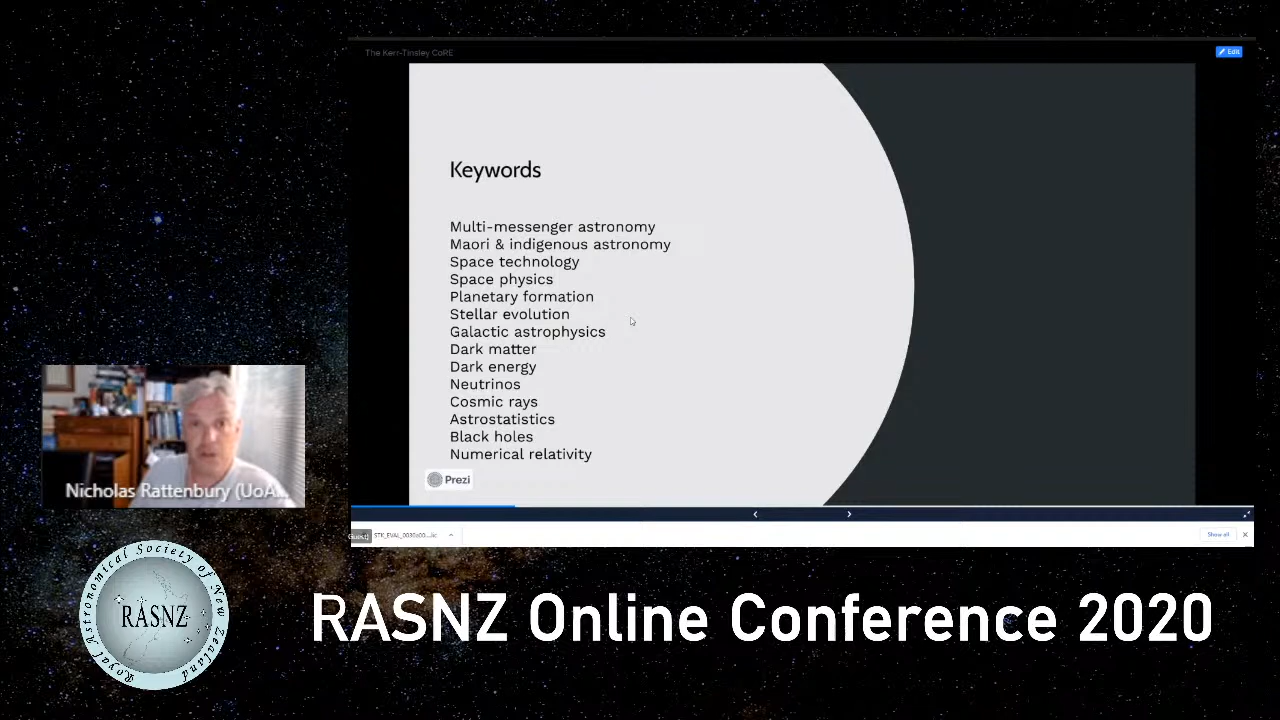 The Kerr-Tinsley CoRE
Edit
Keywords
Multi-messenger astronomy
Maori & indigenous astronomy
Space technology
Space physics
Planetary formation
Stellar evolution
Galactic astrophysics
Dark matter
Dark energy
Neutrinos
Cosmic rays
Astrostatistics
Black holes
Numerical relativity
Prezi
Nicholas Rattenbury (UoA...
Show all
Royal Astronomical Society of New Zealand
RASNZ
RASNZ Online Conference 2020